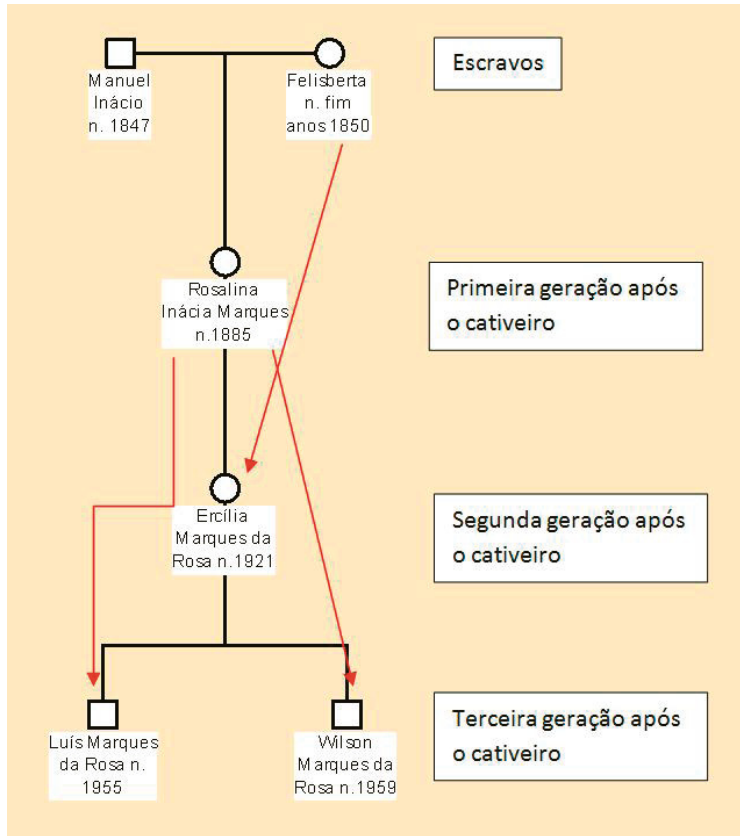 Manuel
Inácio
n. 1847
Felisberta
n. fim
anos 1850
Escravos
Rosalina
Inácia Marques
n.1885
Primeira geração após
o cativeiro
Ercília
Marques da
Rosa n.1921
Segunda geração após
o cativeiro
Luís Marques
da Rosa n.
1955
Wilson
Marques da
Rosa n.1959
Terceira geração após
o cativeiro